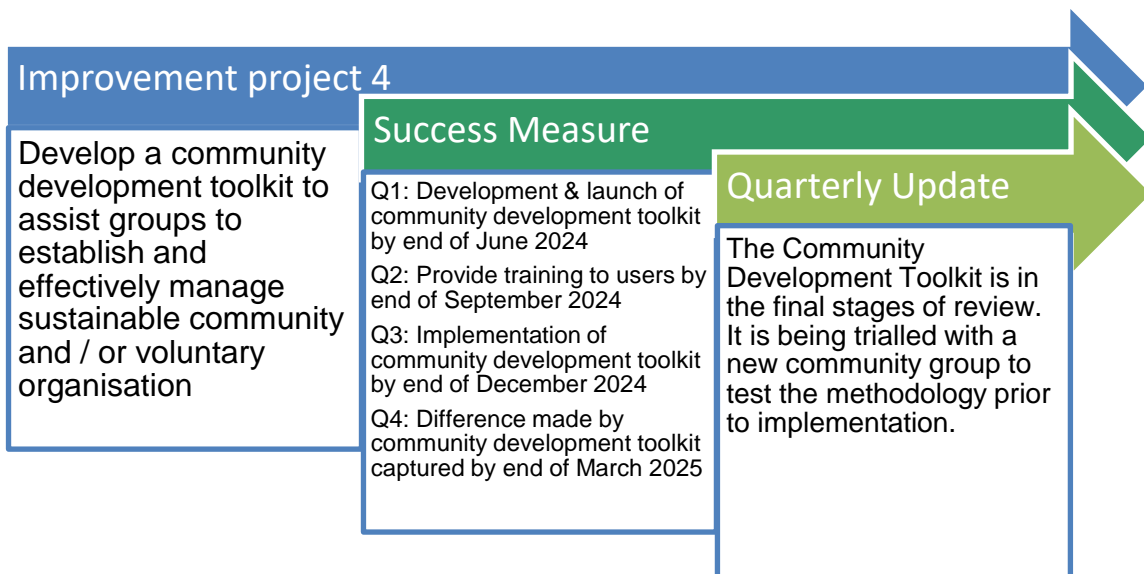 Improvement project 4
Develop a community
development toolkit to
assist groups to
establish and
effectively manage
sustainable community
and / or voluntary
organisation
Success Measure
Q1: Development & launch of
community development toolkit
by end of June 2024
Q2: Provide training to users by
end of September 2024
Q3: Implementation of
community development toolkit
by end of December 2024
Q4: Difference made by
community development toolkit
captured by end of March 2025
Quarterly Update
The Community
Development Toolkit is in
the final stages of review.
It is being trialled with a
new community group to
test the methodology prior
to implementation.